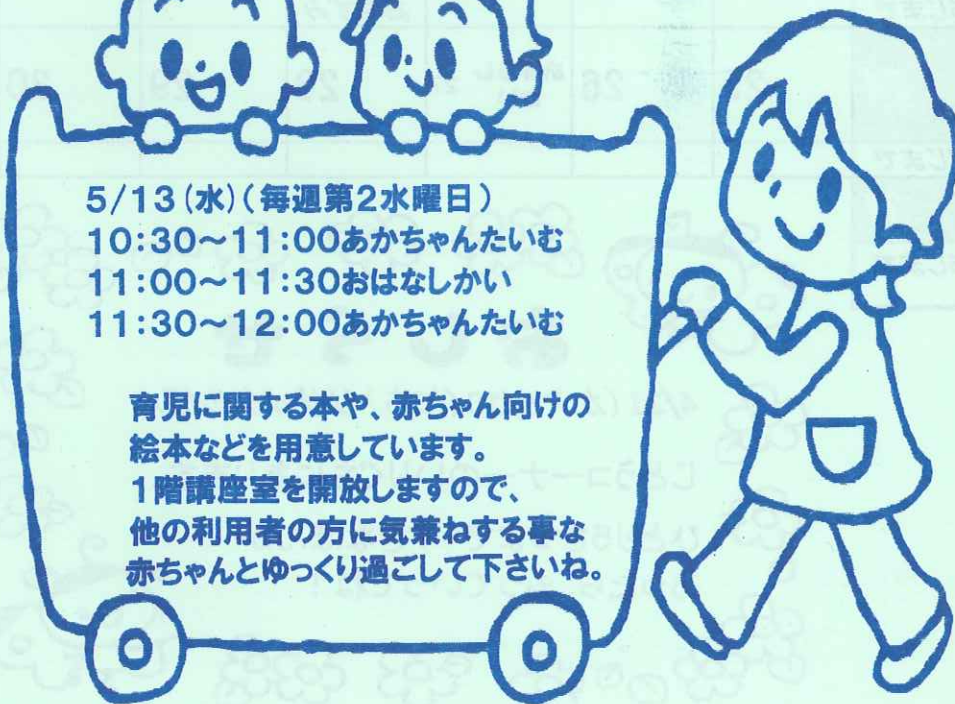 5/13(水)(毎週第2水曜日)
10:30～11:00あかちゃんたいむ
11:00～11:30おはなしかい
11:30～12:00あかちゃんたいむ
育児に関する本や、赤ちゃん向けの
絵本などを用意しています。
1階講座室を開放しますので、
他の利用者の方に気兼ねする事な
赤ちゃんとゆっくり過ごして下さいね。